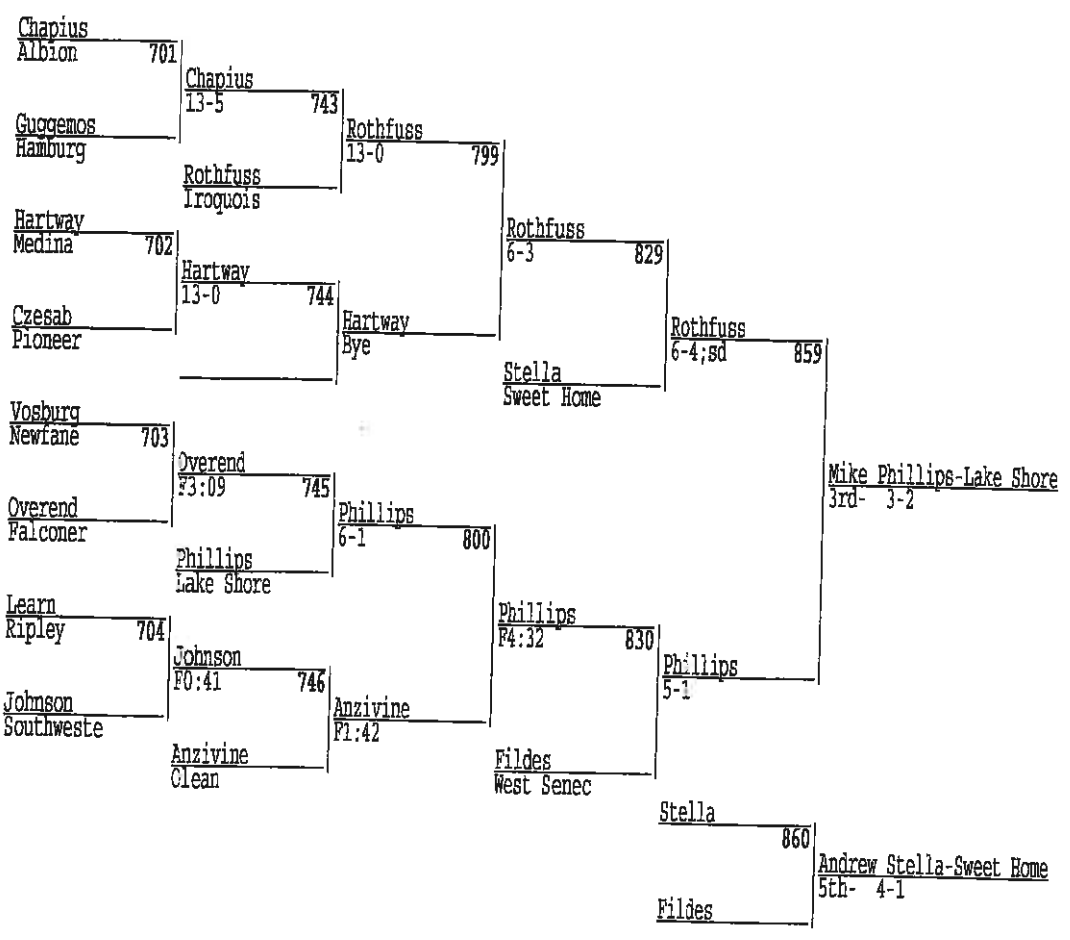 Chapius
Albion 701
Guggemos
Hamburg
Hartway
Medina 702
Czesab
Pioneer
Vosburg
Newfane 703
Overend
Falconer
Learn
Ripley 704
Johnson
Southweste
Chapius
13-5 743
Rothfuss
Iroquois
Hartway
13-0 744
Overend
F3:09 745
Phillips
Lake Shore
Johnson
F0:41 746
Anzivine
Olean
Rothfuss
13-0 799
Hartway
Bye
Phillips
6-1 800
Anzivine
F1:42
Rothfuss
6-3 829
Stella
Sweet Home
Phillips
F4:32 830
Fildes
West Senec
Rothfuss
6-4;sd 859
Phillips
5-1
Stella
860
Fildes
Mike Phillips-Lake Shore
3rd- 3-2
Andrew Stella-Sweet Home
5th- 4-1